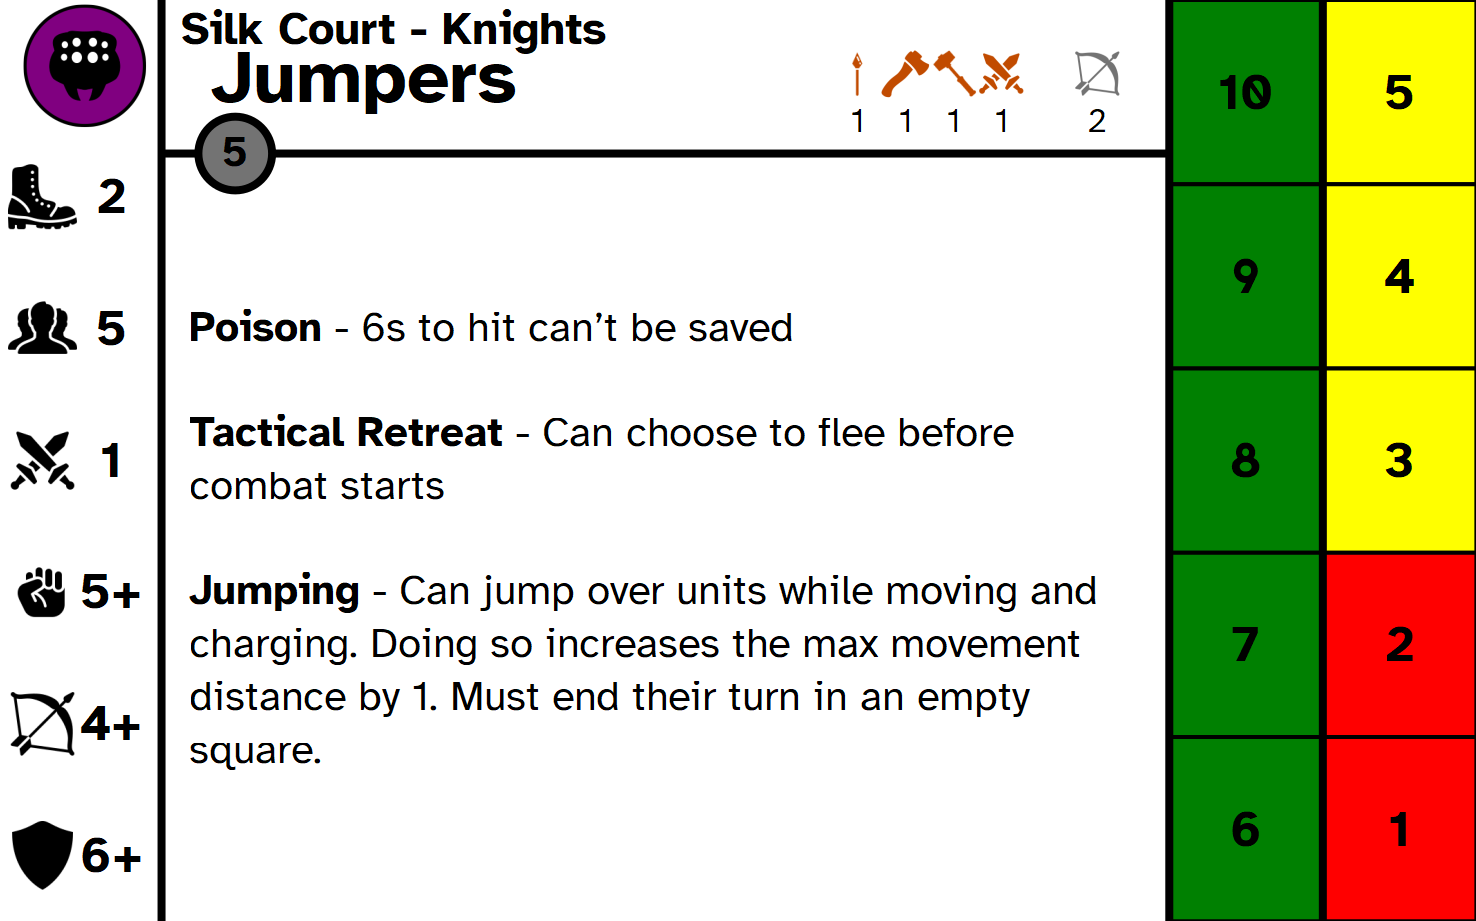 Silk Court - Knights
Jumpers
1 1 1 1 2
5
2
5
1
5+
4+
6+
Poison - 6s to hit can’t be saved
Tactical Retreat - Can choose to flee before
combat starts
Jumping - Can jump over units while moving and
charging. Doing so increases the max movement
distance by 1. Must end their turn in an empty
square.
10 5
9 4
8 3
7 2
6 1